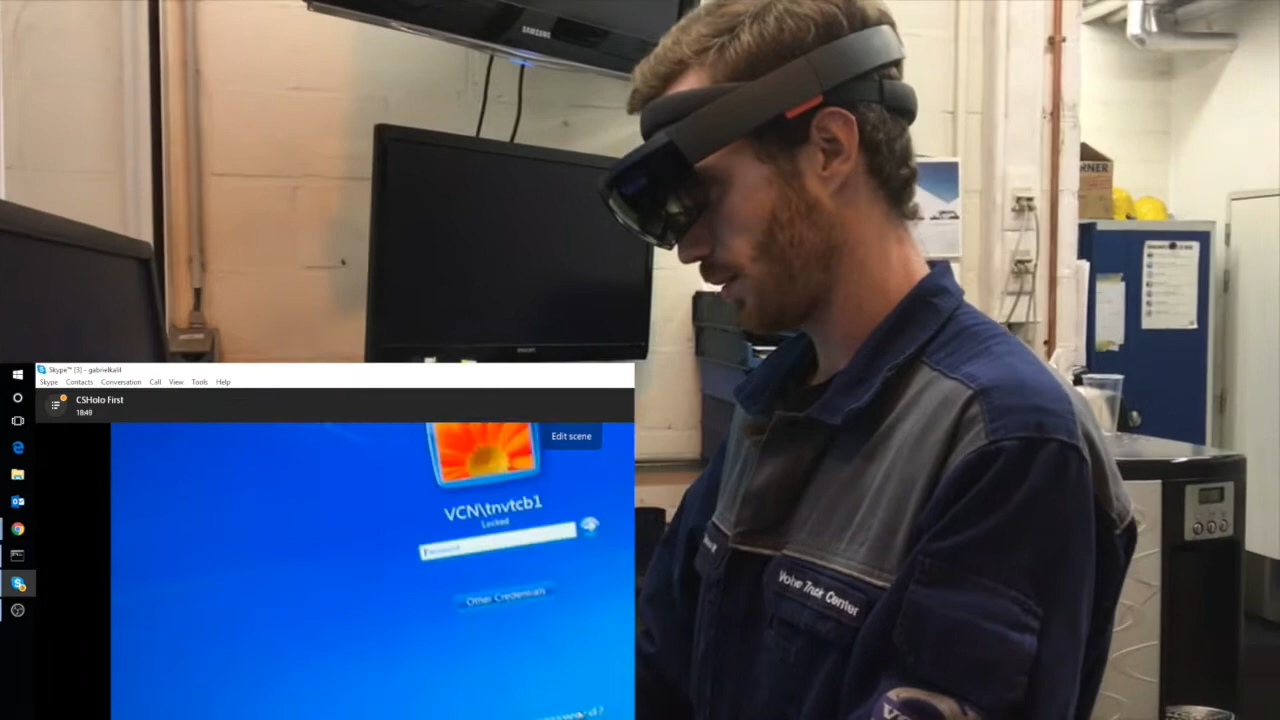 SAMSUNG
RNER
PHILIPS
Skype™ [3] - gabrielkalil
Skype Contacts Conversation Call View Tools Help
CSHolo First
18:49
Edit scene
VCN\tnvtcb1
Locked
Password
Other Credentials
Volvo Truck Center